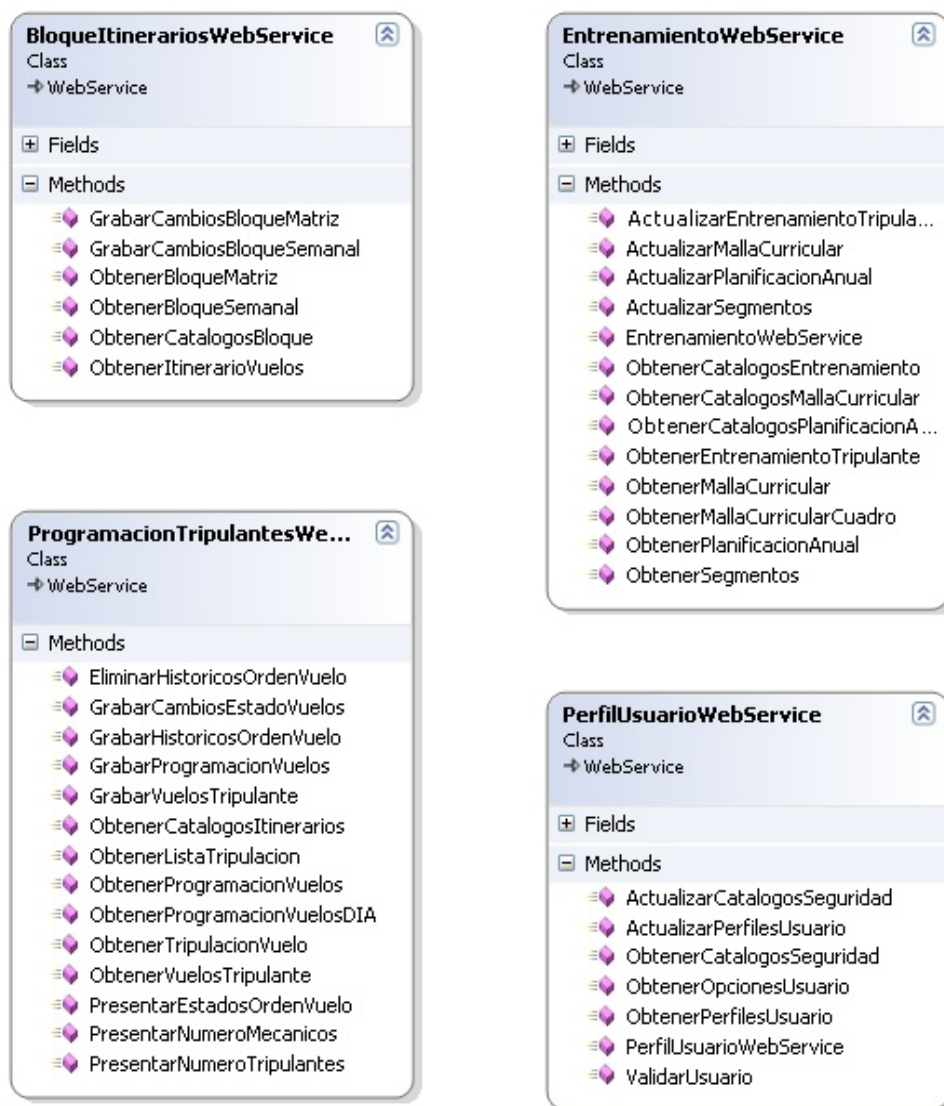 BloqueItinerariosWebService
Class
WebService
Fields
Methods
GrabarCambiosBloqueMatriz
GrabarCambiosBloqueSemanal
ObtenerBloqueMatriz
ObtenerBloqueSemanal
ObtenerCatalogosBloque
ObtenerItinerarioVuelos
EntrenamientoWebService
Class
WebService
Fields
Methods
ActualizarEntrenamientoTripula...
ActualizarMallaCurricular
ActualizarPlanificacionAnual
ActualizarSegmentos
EntrenamientoWebService
ObtenerCatalogosEntrenamiento
ObtenerCatalogosMallaCurricular
ObtenerCatalogosPlanificacionA...
ObtenerEntrenamientoTripulante
ObtenerMallaCurricular
ObtenerMallaCurricularCuadro
ObtenerPlanificacionAnual
ObtenerSegmentos
ProgramacionTripulantesWe...
Class
WebService
Methods
EliminarHistoricosOrdenVuelo
GrabarCambiosEstadoVuelos
GrabarHistoricosOrdenVuelo
GrabarProgramacionVuelos
GrabarVuelosTripulante
ObtenerCatalogosItinerarios
ObtenerListaTripulacion
ObtenerProgramacionVuelos
ObtenerProgramacionVuelosDIA
ObtenerTripulacionVuelo
ObtenerVuelosTripulante
PresentarEstadosOrdenVuelo
PresentarNumeroMecanicos
PresentarNumeroTripulantes
PerfilUsuarioWebService
Class
WebService
Fields
Methods
ActualizarCatalogosSeguridad
ActualizarPerfilesUsuario
ObtenerCatalogosSeguridad
ObtenerOpcionesUsuario
ObtenerPerfilesUsuario
PerfilUsuarioWebService
ValidarUsuario